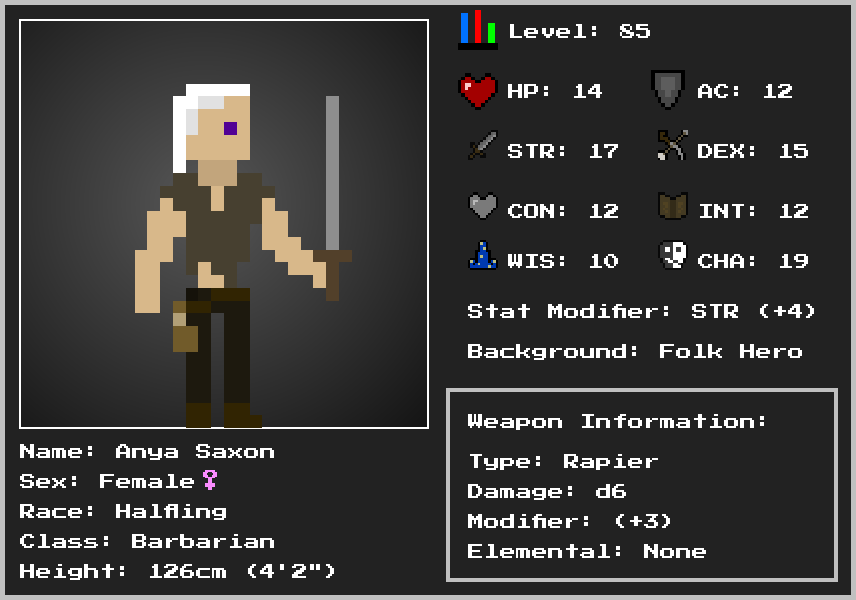 Level: 85
HP: 14 AC: 12
STR: 17 DEX: 15
CON: 12 INT: 12
WIS: 10 CHA: 19
Stat Modifier: STR (+4)
Background: Folk Hero
Weapon Information:
Type: Rapier
Damage: d6
Modifier: (+3)
Elemental: None
Name: Anya Saxon
Sex: Female♀
Race: Halfling
Class: Barbarian
Height: 126cm (4'2")